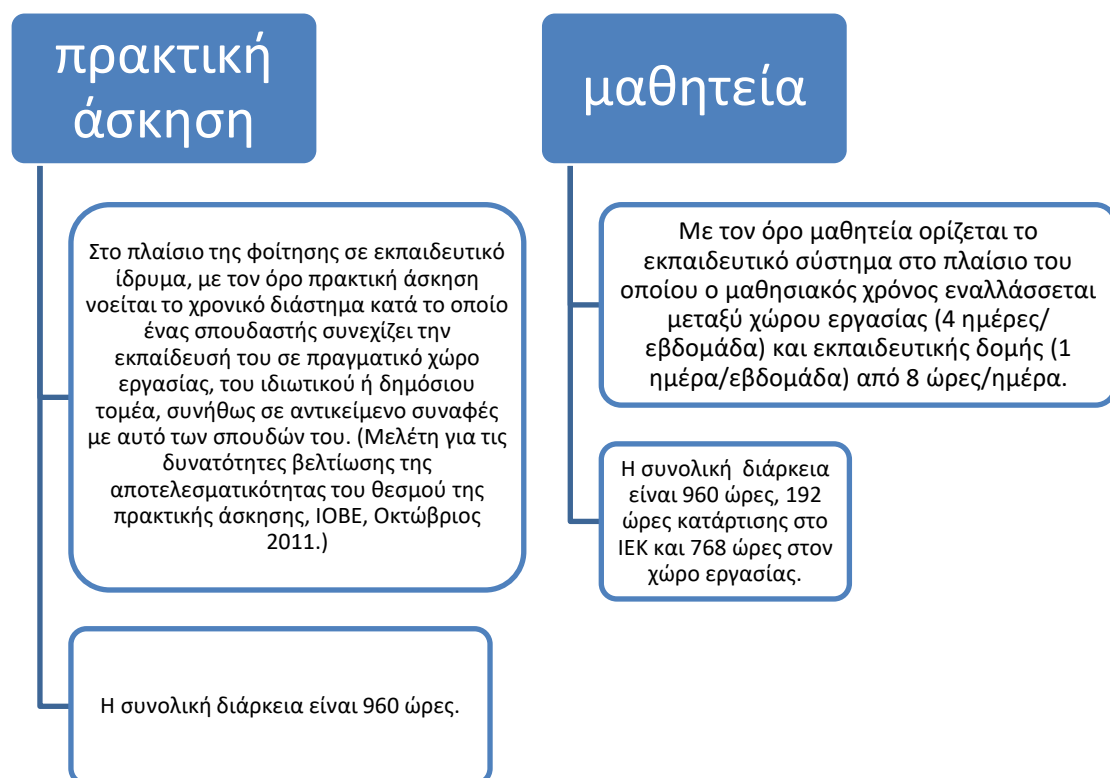 πρακτική
άσκηση
Στο πλαίσιο της φοίτησης σε εκπαιδευτικό
ίδρυμα, με τον όρο πρακτική άσκηση
νοείται το χρονικό διάστημα κατά το οποίο
ένας σπουδαστής συνεχίζει την
εκπαίδευσή του σε πραγματικό χώρο
εργασίας, του ιδιωτικού ή δημόσιου
τομέα, συνήθως σε αντικείμενο συναφές
με αυτό των σπουδών του. (Μελέτη για τις
δυνατότητες βελτίωσης της
αποτελεσματικότητας του θεσμού της
πρακτικής άσκησης, ΙΟΒΕ, Οκτώβριος
2011.)
Η συνολική διάρκεια είναι 960 ώρες.
μαθητεία
Με τον όρο μαθητεία ορίζεται το
εκπαιδευτικό σύστημα στο πλαίσιο του
οποίου ο μαθησιακός χρόνος εναλλάσσεται
μεταξύ χώρου εργασίας (4 ημέρες/
εβδομάδα) και εκπαιδευτικής δομής (1
ημέρα/εβδομάδα) από 8 ώρες/ημέρα.
Η συνολική διάρκεια
είναι 960 ώρες, 192
ώρες κατάρτισης στο
ΙΕΚ και 768 ώρες στον
χώρο εργασίας.